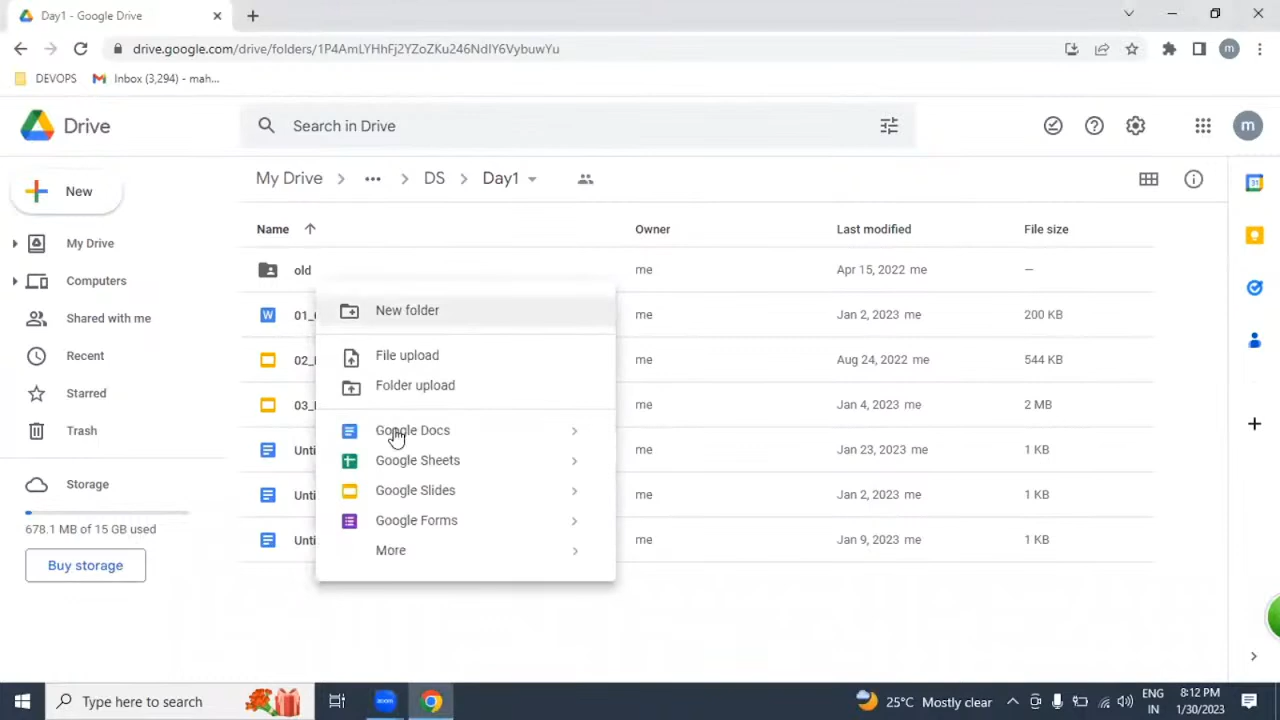 Day1 - Google Drive
drive.google.com/drive/folders/1P4AmLYHhFj2YZoZKu246NdIY6VybuwYu
m
DEVOPS
Inbox (3,294) - mah...
Drive
Search in Drive
m
New
My Drive
...
DS
Day1
31
Name
Owner
Last modified
File size
My Drive
Computers
Shared with me
Recent
Starred
Trash
Storage
678.1 MB of 15 GB used
Buy storage
old
me
Apr 15, 2022 me
—
W
01_
me
Jan 2, 2023 me
200 KB
02_
me
Aug 24, 2022 me
544 KB
03_
me
Jan 4, 2023 me
2 MB
Unti
me
Jan 23, 2023 me
1 KB
Unti
me
Jan 2, 2023 me
1 KB
Unti
me
Jan 9, 2023 me
1 KB
New folder
File upload
Folder upload
Google Docs
Google Sheets
Google Slides
Google Forms
More
Type here to search
zoom
25°C Mostly clear
ENG
IN
8:12 PM
1/30/2023